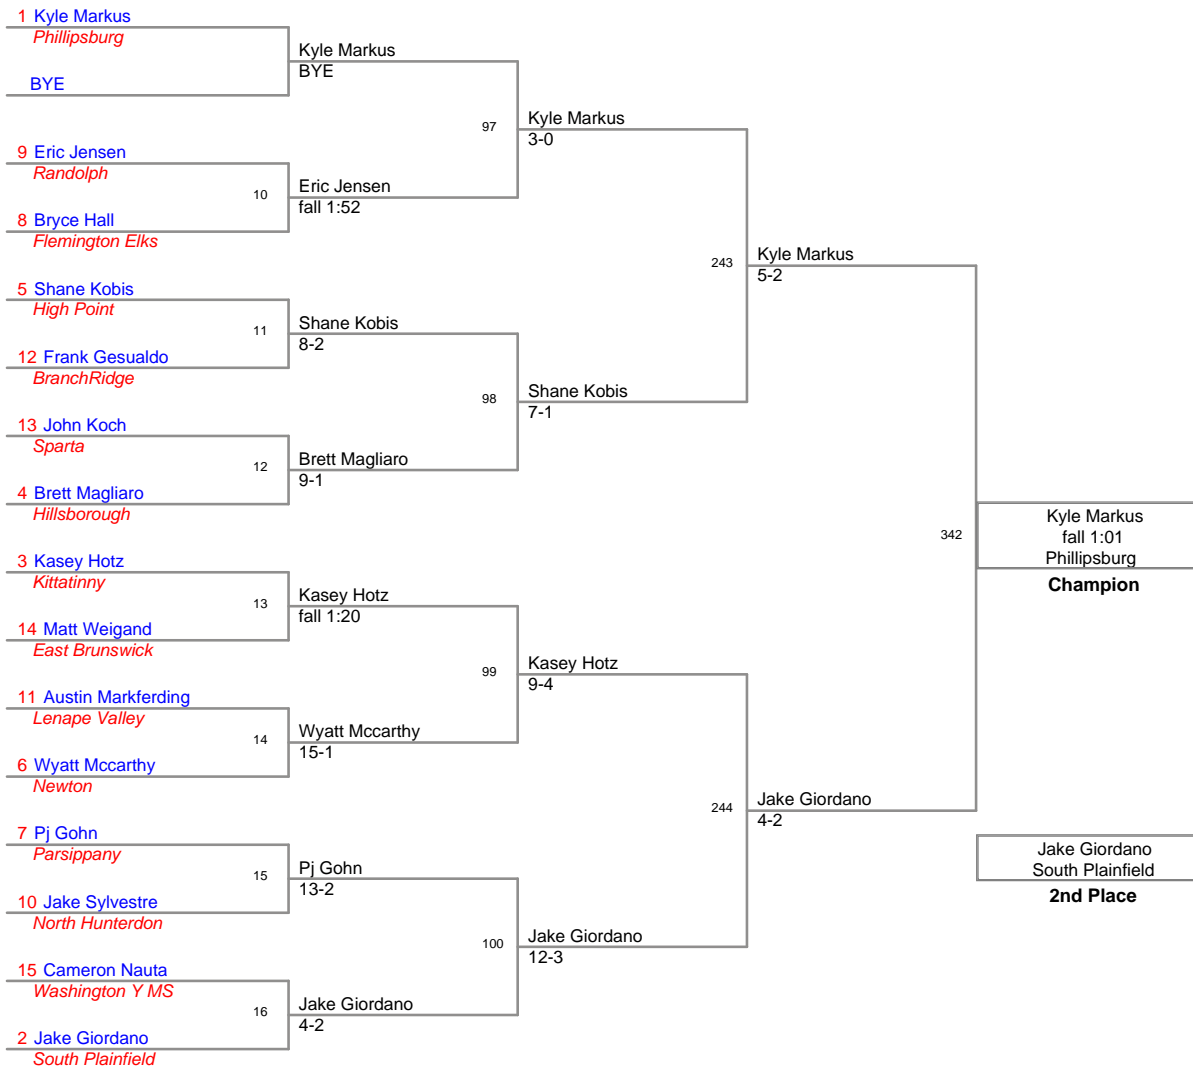 1 Kyle Markus
Phillipsburg
BYE
9 Eric Jensen
Randolph
8 Bryce Hall
Flemington Elks
5 Shane Kobis
High Point
12 Frank Gesualdo
BranchRidge
13 John Koch
Sparta
4 Brett Magliaro
Hillsborough
3 Kasey Hotz
Kittatinny
14 Matt Weigand
East Brunswick
11 Austin Markferding
Lenape Valley
6 Wyatt Mccarthy
Newton
7 Pj Gohn
Parsippany
10 Jake Sylvestre
North Hunterdon
15 Cameron Nauta
Washington Y MS
2 Jake Giordano
South Plainfield
Kyle Markus
BYE
10
Eric Jensen
fall 1:52
11
Shane Kobis
8-2
12
Brett Magliaro
9-1
13
Kasey Hotz
fall 1:20
14
Wyatt Mccarthy
15-1
15
Pj Gohn
13-2
16
Jake Giordano
4-2
97
Kyle Markus
3-0
98
Shane Kobis
7-1
99
Kasey Hotz
9-4
100
Jake Giordano
12-3
243
Kyle Markus
5-2
244
Jake Giordano
4-2
342
Kyle Markus
fall 1:01
Phillipsburg
Champion
Jake Giordano
South Plainfield
2nd Place